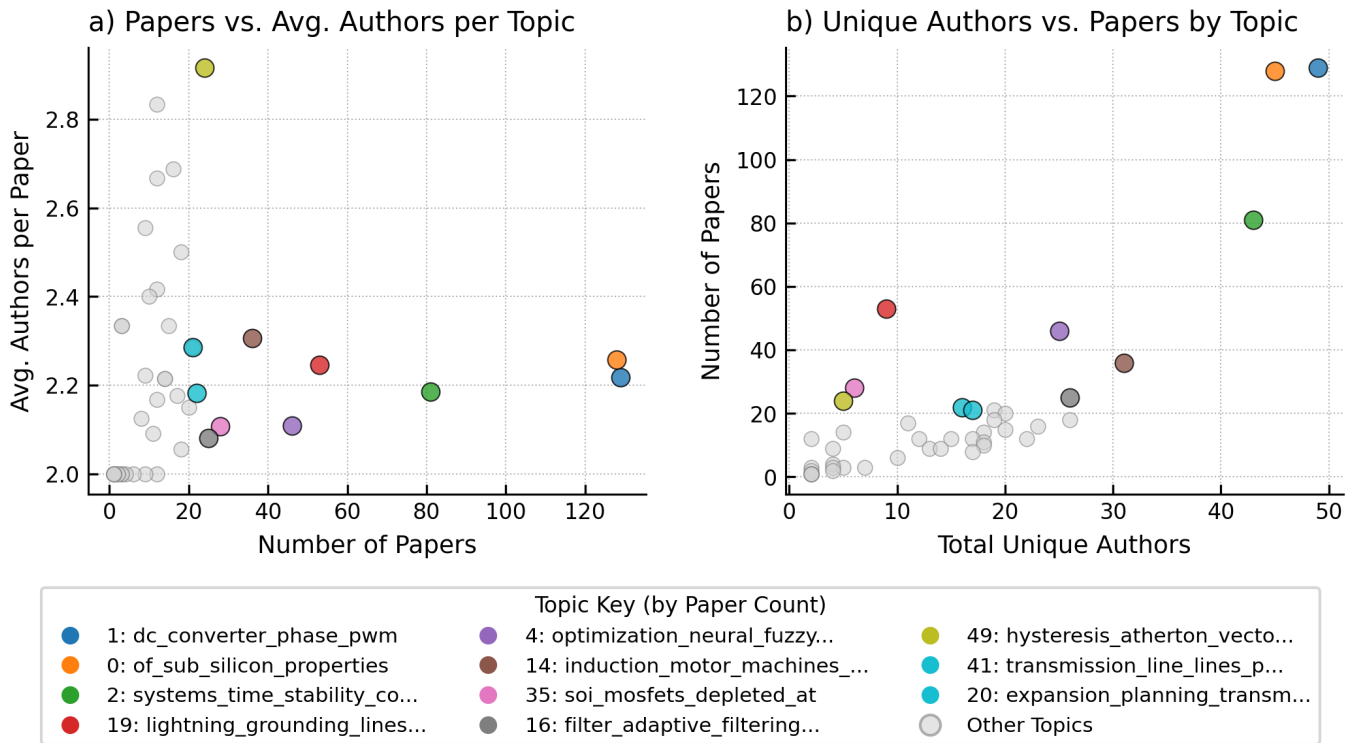 a) Papers vs. Avg. Authors per Topic
Avg. Authors per Paper
2.8
2.6
2.4
2.2
2.0
0 20 40 60 80 100 120
Number of Papers
b) Unique Authors vs. Papers by Topic
Number of Papers
120
100
80
60
40
20
0
0 10 20 30 40 50
Total Unique Authors
Topic Key (by Paper Count)
1: dc_converter_phase_pwm
0: of_sub_silicon_properties
2: systems_time_stability_co...
19: lightning_grounding_lines...
4: optimization_neural_fuzzy...
14: induction_motor_machines_...
35: soi_mosfets_depleted_at
16: filter_adaptive_filtering...
49: hysteresis_atherton_vecto...
41: transmission_line_lines_p...
20: expansion_planning_transm...
Other Topics